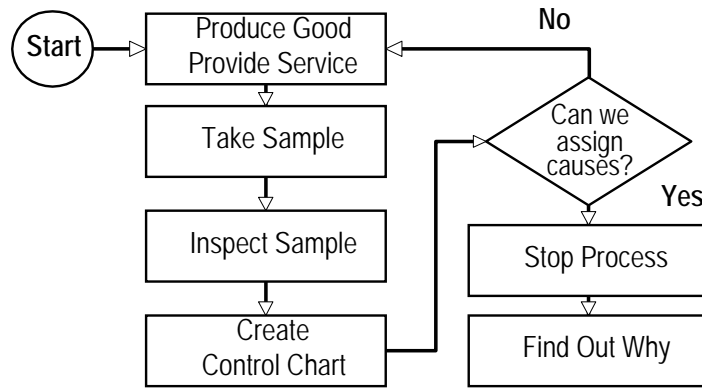 Start
Produce Good
Provide Service
Take Sample
Inspect Sample
Create
Control Chart
No
Can we
assign
causes?
Yes
Stop Process
Find Out Why